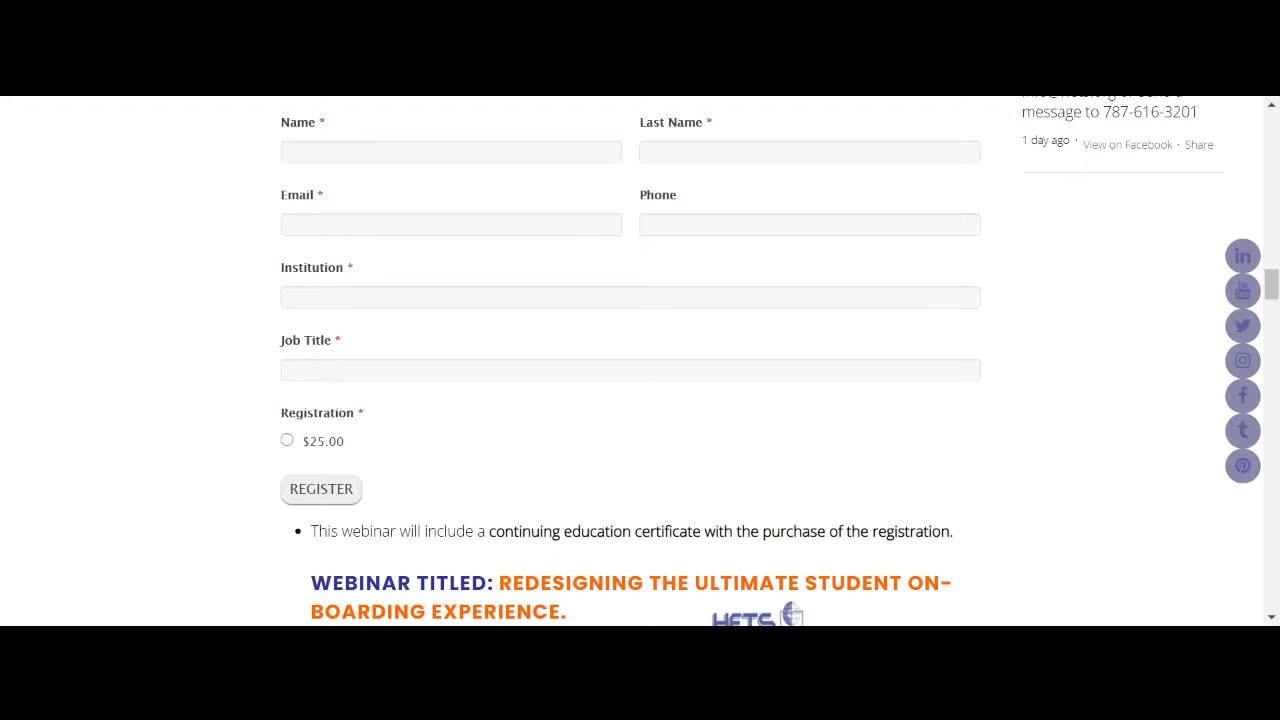 message to 787-616-3201
1 day ago · View on Facebook · Share
Name *
Last Name *
Email *
Phone
Institution *
Job Title *
Registration *
$25.00
REGISTER
• This webinar will include a continuing education certificate with the purchase of the registration.
WEBINAR TITLED: REDESIGNING THE ULTIMATE STUDENT ON-
BOARDING EXPERIENCE.
HETS